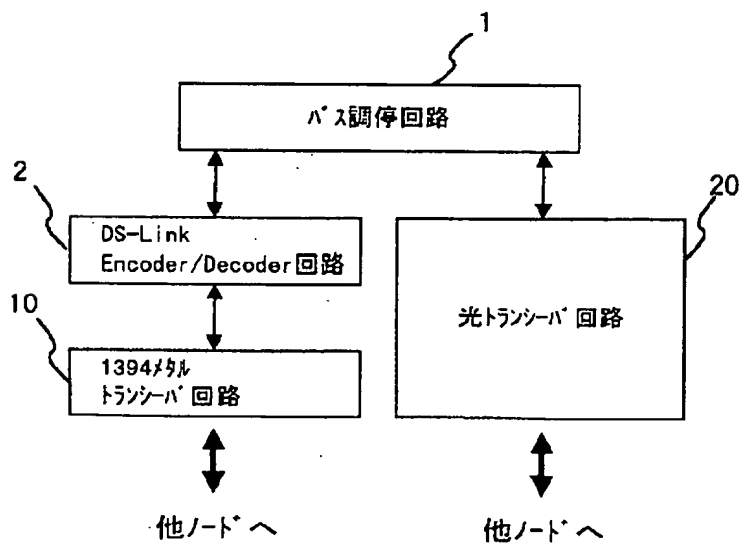 1
ﾊﾞｽ調停回路
2
DS-Link
Encoder/Decoder回路
20
光ﾄﾗﾝｼｰﾊﾞ回路
10
1394ﾒﾀﾙ
ﾄﾗﾝｼｰﾊﾞ回路
他ﾉｰﾄﾞへ
他ﾉｰﾄﾞへ